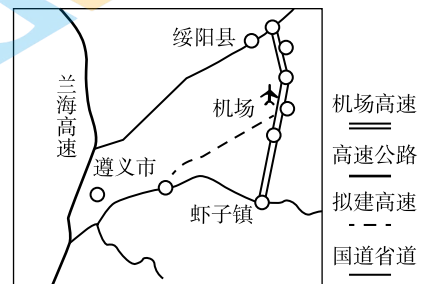 绥阳县
兰海高速
机场
遵义市
虾子镇
机场高速
高速公路
拟建高速
国道省道